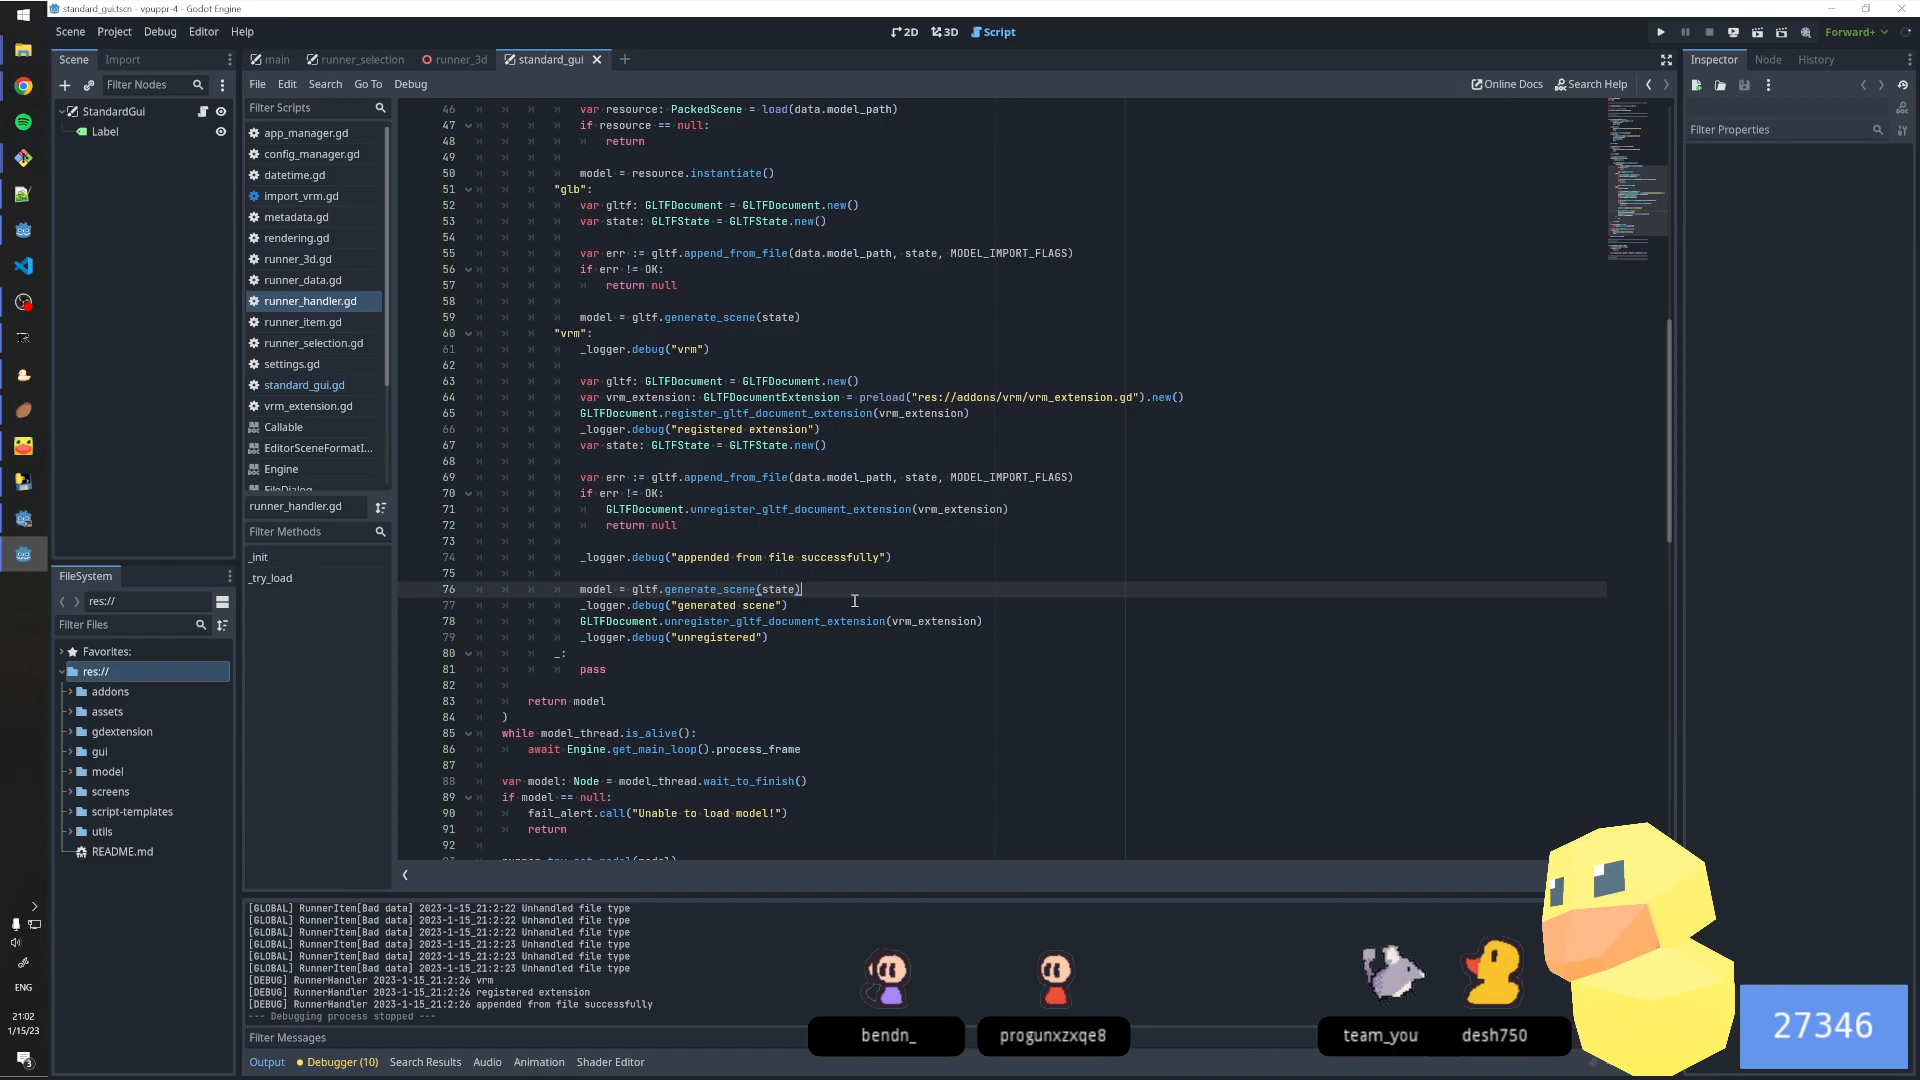 standard_gui.tscn - vpuppr-4 - Godot Engine
Scene Project Debug Editor Help
2D 3D Script
Forward+
Scene Import
main runner_selection runner_3d standard_gui
Inspector Node History
Filter Nodes
File Edit Search Go To Debug
Online Docs Search Help
StandardGui
Label
Filter Scripts
app_manager.gd
config_manager.gd
datetime.gd
import_vrm.gd
metadata.gd
rendering.gd
runner_3d.gd
runner_data.gd
runner_handler.gd
runner_item.gd
runner_selection.gd
settings.gd
standard_gui.gd
vrm_extension.gd
Callable
EditorSceneFormatI...
Engine
FileDialog
runner_handler.gd
Filter Methods
_init
_try_load
46 var resource: PackedScene = load(data.model_path)
47 if resource == null:
48 return
49
50 model = resource.instantiate()
51 "glb":
52 var gltf: GLTFDocument = GLTFDocument.new()
53 var state: GLTFState = GLTFState.new()
54
55 var err := gltf.append_from_file(data.model_path, state, MODEL_IMPORT_FLAGS)
56 if err != OK:
57 return null
58
59 model = gltf.generate_scene(state)
60 "vrm":
61 _logger.debug("vrm")
62
63 var gltf: GLTFDocument = GLTFDocument.new()
64 var vrm_extension: GLTFDocumentExtension = preload("res://addons/vrm/vrm_extension.gd").new()
65 GLTFDocument.register_gltf_document_extension(vrm_extension)
66 _logger.debug("registered extension")
67 var state: GLTFState = GLTFState.new()
68
69 var err := gltf.append_from_file(data.model_path, state, MODEL_IMPORT_FLAGS)
70 if err != OK:
71 GLTFDocument.unregister_gltf_document_extension(vrm_extension)
72 return null
73
74 _logger.debug("appended from file successfully")
75
76 model = gltf.generate_scene(state)
77 _logger.debug("generated scene")
78 GLTFDocument.unregister_gltf_document_extension(vrm_extension)
79 _logger.debug("unregistered")
80 _:
81 pass
82
83 return model
84 )
85 while model_thread.is_alive():
86 await Engine.get_main_loop().process_frame
87
88 var model: Node = model_thread.wait_to_finish()
89 if model == null:
90 fail_alert.call("Unable to load model!")
91 return
92
Filter Properties
FileSystem
res://
Filter Files
Favorites:
res://
addons
assets
gdextension
gui
model
screens
script-templates
utils
README.md
[GLOBAL] RunnerItem[Bad data] 2023-1-15_21:2:22 Unhandled file type
[GLOBAL] RunnerItem[Bad data] 2023-1-15_21:2:22 Unhandled file type
[GLOBAL] RunnerItem[Bad data] 2023-1-15_21:2:22 Unhandled file type
[GLOBAL] RunnerItem[Bad data] 2023-1-15_21:2:23 Unhandled file type
[GLOBAL] RunnerItem[Bad data] 2023-1-15_21:2:23 Unhandled file type
[GLOBAL] RunnerItem[Bad data] 2023-1-15_21:2:23 Unhandled file type
[DEBUG] RunnerHandler 2023-1-15_21:2:26 vrm
[DEBUG] RunnerHandler 2023-1-15_21:2:26 registered extension
[DEBUG] RunnerHandler 2023-1-15_21:2:26 appended from file successfully
--- Debugging process stopped ---
Filter Messages
Output Debugger (10) Search Results Audio Animation Shader Editor
bendn_
progunxzxqe8
team_you
desh750
27346
ENG
21:02
1/15/23
3